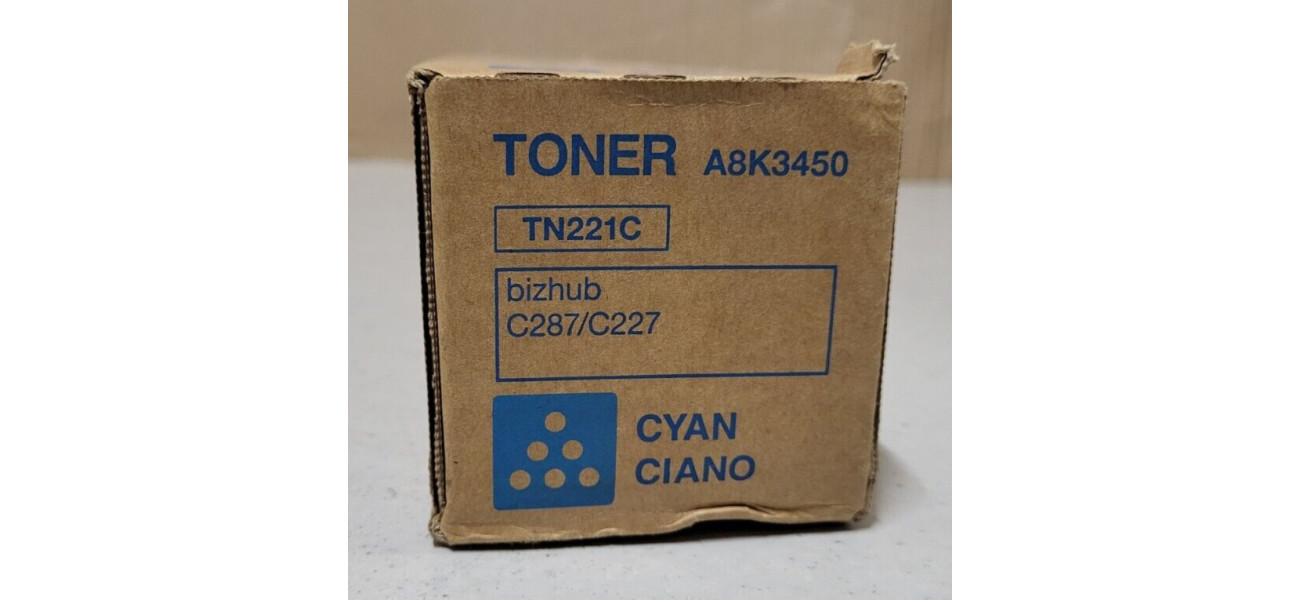 TONER A8K3450
TN221C
bizhub
C287/C227
CYAN
CIANO